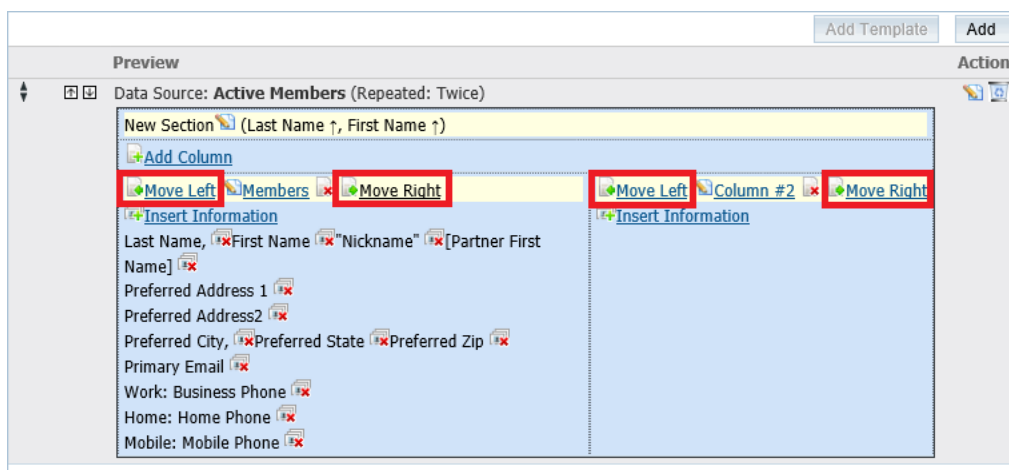 Add Template Add
Preview Action
Data Source: Active Members (Repeated: Twice)
New Section (Last Name ↑, First Name ↑)
Add Column
Move Left Members Move Right Move Left Column #2 Move Right
Insert Information Insert Information
Last Name, First Name "Nickname" [Partner First
Name]
Preferred Address 1
Preferred Address2
Preferred City, Preferred State Preferred Zip
Primary Email
Work: Business Phone
Home: Home Phone
Mobile: Mobile Phone